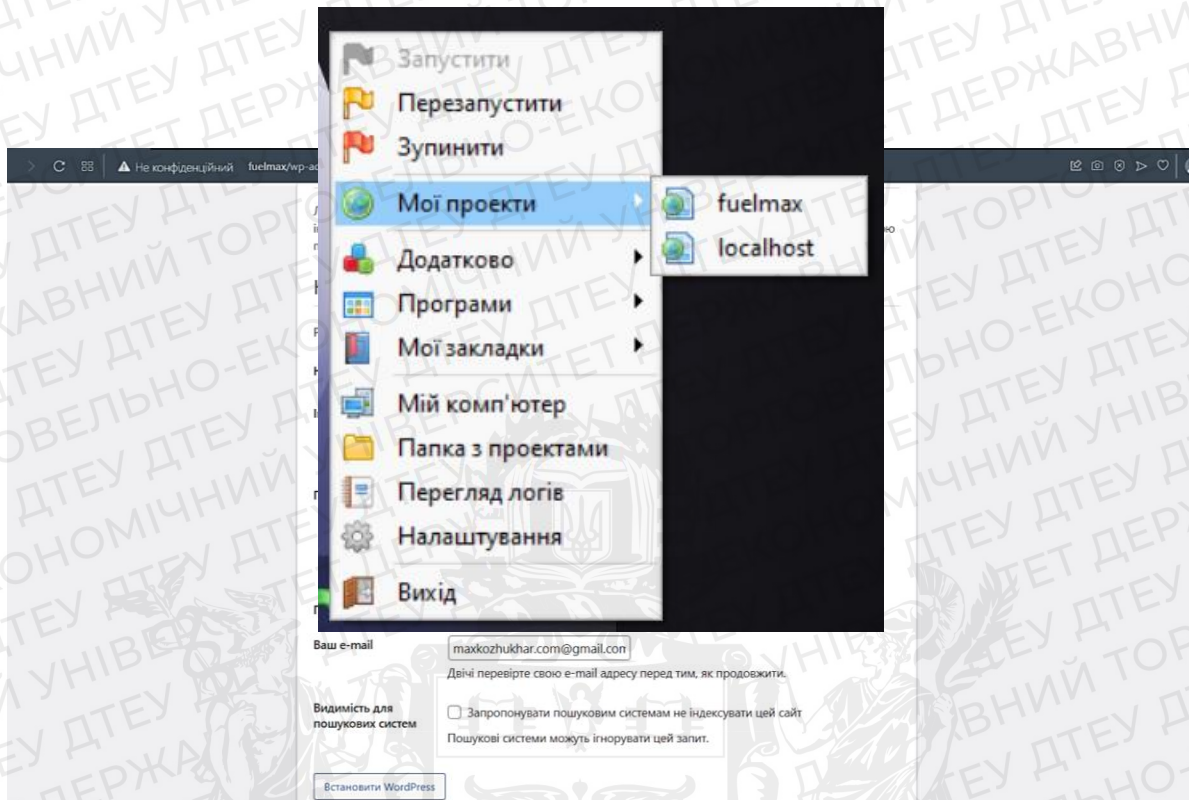 Запустити
Перезапустити
Зупинити
Мої проекти
fuelmax
localhost
Додатково
Програми
Мої закладки
Мій комп'ютер
Папка з проектами
Перегляд логів
Налаштування
Вихід
Не конфіденційний fuelmax/wp-ad
Ваш e-mail
maxkozhukhar.com@gmail.con
Двічі перевірте свою e-mail адресу перед тим, як продовжити.
Видимість для
пошукових систем
Запропонувати пошуковим системам не індексувати цей сайт
Пошукові системи можуть ігнорувати цей запит.
Встановити WordPress